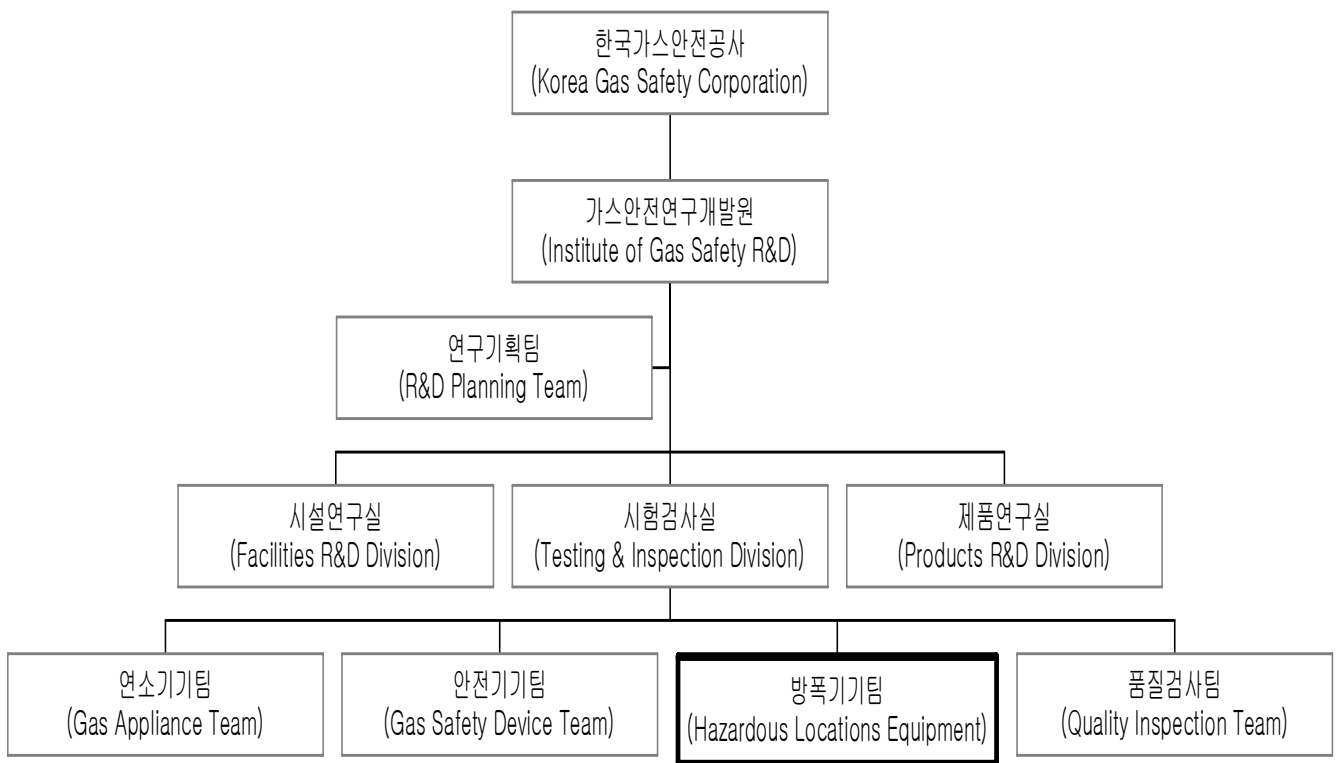 한국가스안전공사
(Korea Gas Safety Corporation)
가스안전연구개발원
(Institute of Gas Safety R&D)
연구기획팀
(R&D Planning Team)
시설연구실
(Facilities R&D Division)
시험검사실
(Testing & Inspection Division)
제품연구실
(Products R&D Division)
연소기기팀
(Gas Appliance Team)
안전기기팀
(Gas Safety Device Team)
방폭기기팀
(Hazardous Locations Equipment)
품질검사팀
(Quality Inspection Team)